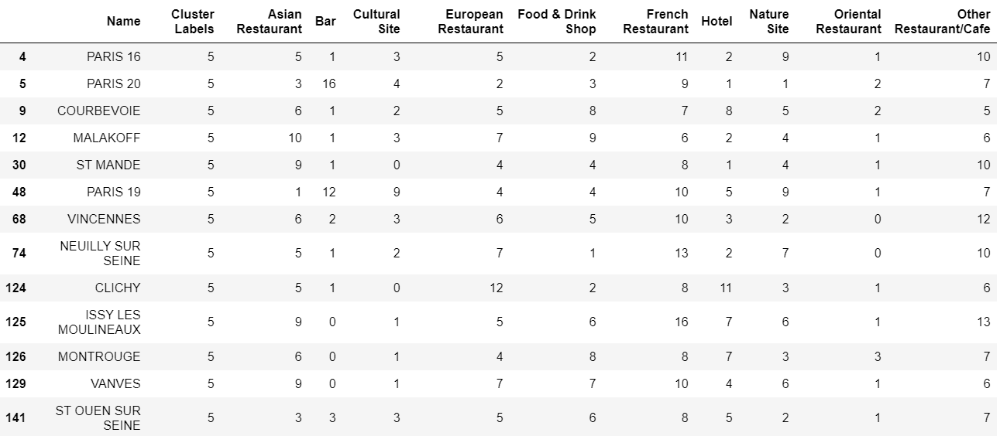 Name Cluster Labels Asian Restaurant Bar Cultural Site European Restaurant Food & Drink Shop French Restaurant Hotel Nature Site Oriental Restaurant Other Restaurant/Cafe
4 PARIS 16 5 5 1 3 5 2 11 2 9 1 10
5 PARIS 20 5 3 16 4 2 3 9 1 1 2 7
9 COURBEVOIE 5 6 1 2 5 8 7 8 5 2 5
12 MALAKOFF 5 10 1 3 7 9 6 2 4 1 6
30 ST MANDE 5 9 1 0 4 4 8 1 4 1 10
48 PARIS 19 5 1 12 9 4 4 10 5 9 1 7
68 VINCENNES 5 6 2 3 6 5 10 3 2 0 12
74 NEUILLY SUR SEINE 5 5 1 2 7 1 13 2 7 0 10
124 CLICHY 5 5 1 0 12 2 8 11 3 1 6
125 ISSY LES MOULINEAUX 5 9 0 1 5 6 16 7 6 1 13
126 MONTROUGE 5 6 0 1 4 8 8 7 3 3 7
129 VANVES 5 9 0 1 7 7 10 4 6 1 6
141 ST OUEN SUR SEINE 5 3 3 3 5 6 8 5 2 1 7